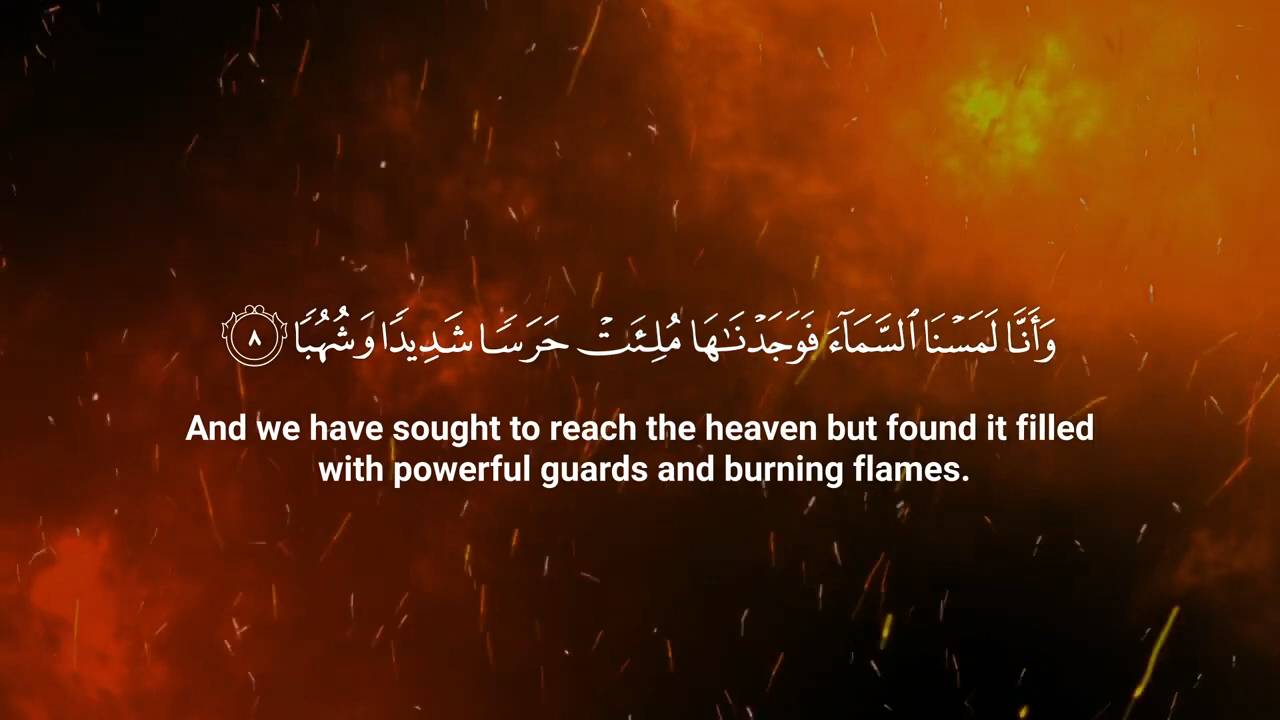 وَأَنَّا لَمَسْنَا ٱلسَّمَآءَ فَوَجَدْنَـٰهَا مُلِئَتْ حَرَسًا شَدِيدًا وَشُهُبًا ٨
And we have sought to reach the heaven but found it filled
with powerful guards and burning flames.